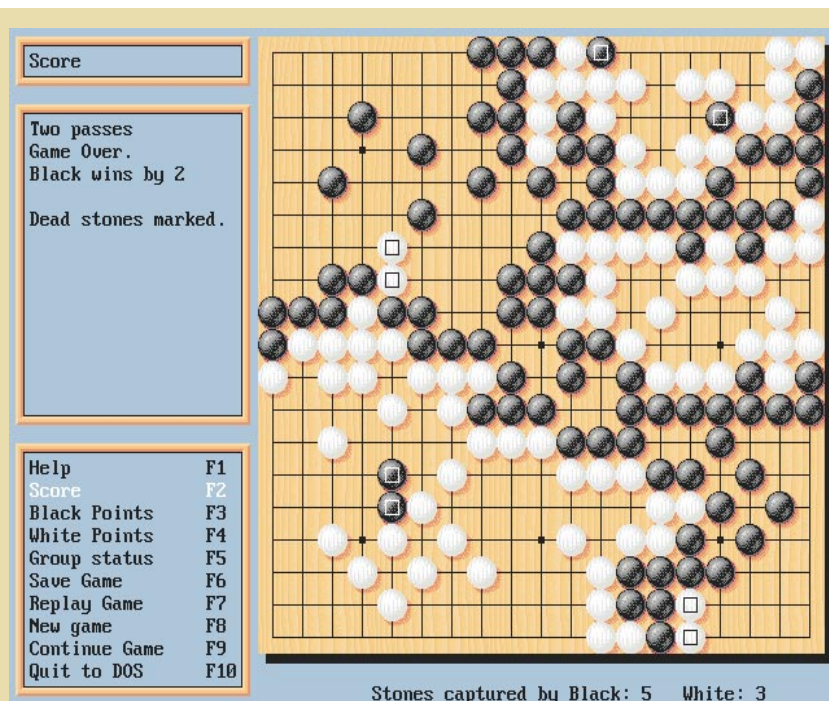 Score
Two passes
Game Over.
Black wins by 2
Dead stones marked.
Help F1
Score F2
Black Points F3
White Points F4
Group status F5
Save Game F6
Replay Game F7
New game F8
Continue Game F9
Quit to DOS F10
Stones captured by Black: 5 White: 3